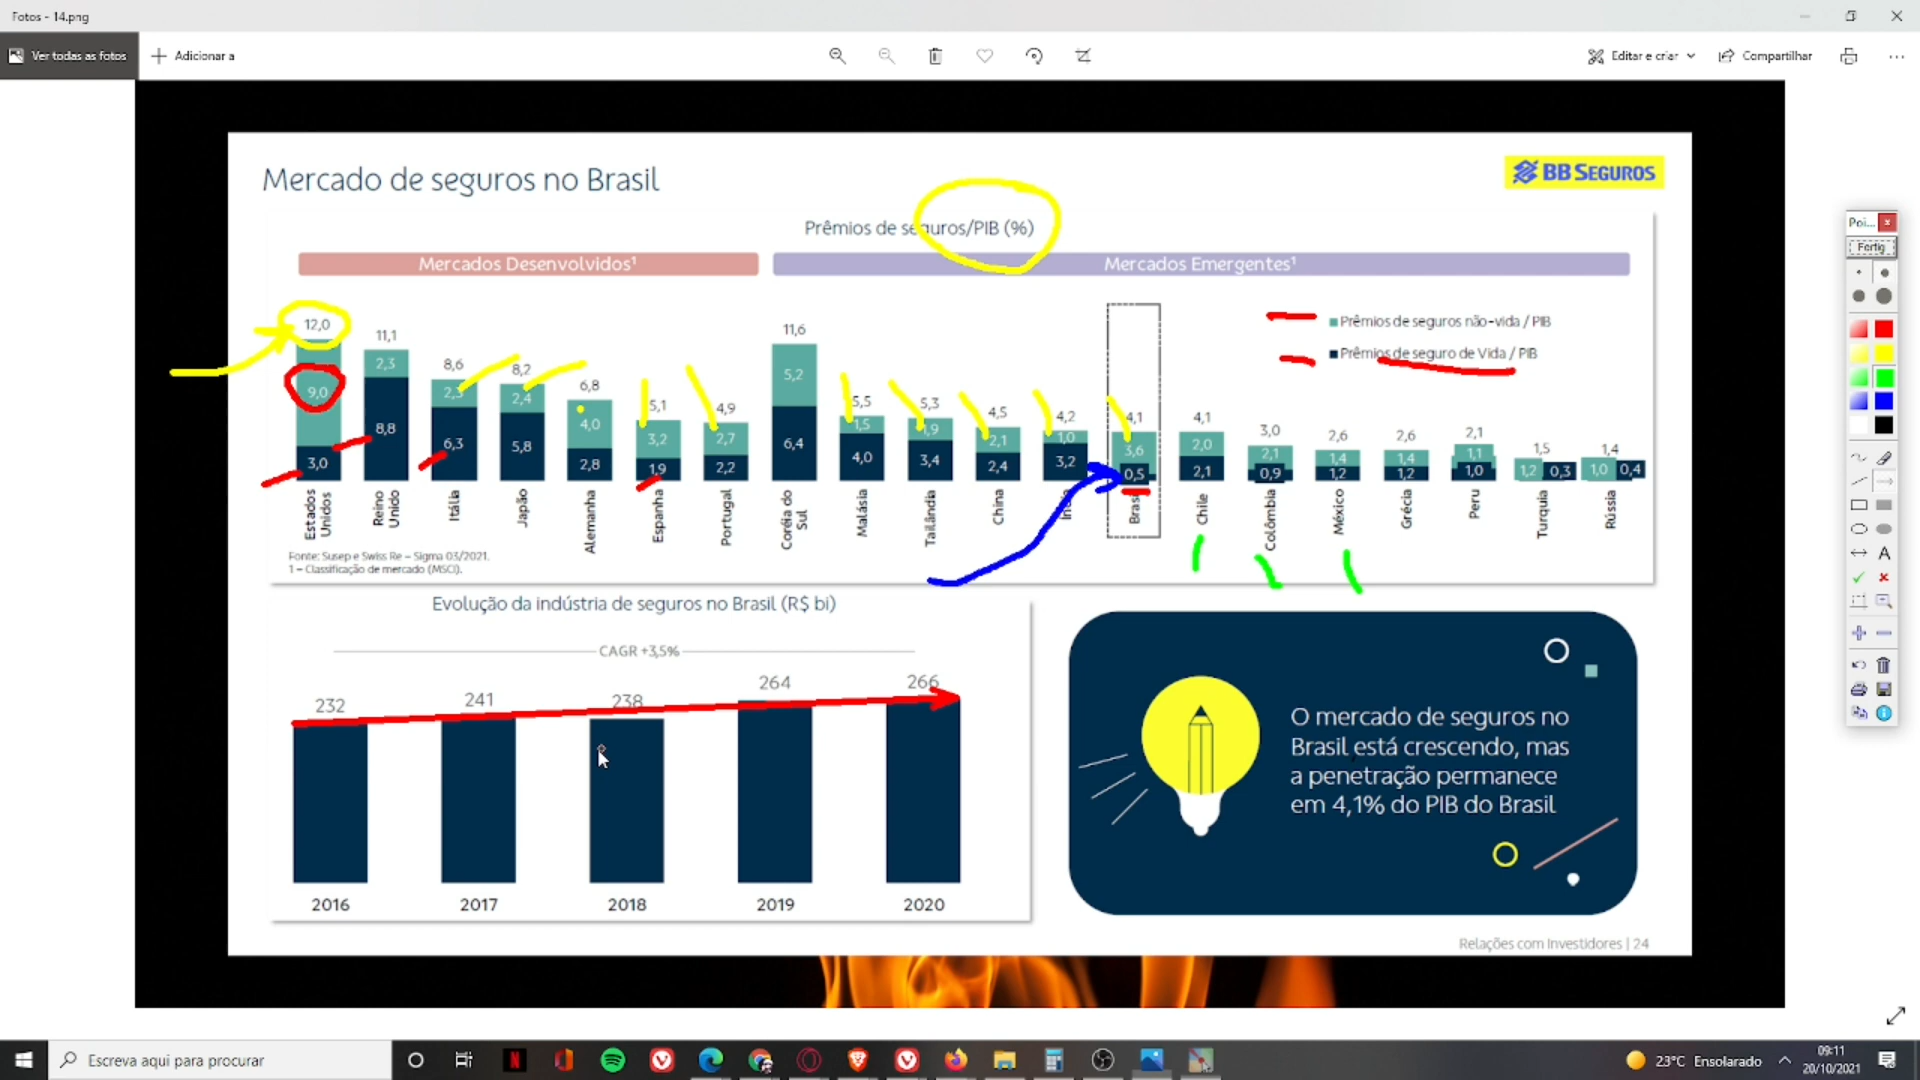 Fotos - 14.png
Ver todas as fotos
Adicionar a
Editar e criar
Compartilhar
Mercado de seguros no Brasil
BB SEGUROS
Prêmios de seguros/PIB (%)
Mercados Desenvolvidos¹
Mercados Emergentes¹
Prêmios de seguros não-vida / PIB
Prêmios de seguro de Vida / PIB
12,0 11,1 8,6 8,2 6,8 5,1 4,9 11,6 5,5 5,3 4,5 4,2 4,1 4,1 3,0 2,6 2,6 2,1 1,5 1,4
9,0 2,3 2,3 2,4 4,0 3,2 2,7 5,2 1,5 1,9 2,1 1,0 3,6 2,0 2,1 1,4 1,4 1,1 1,2 1,0
3,0 8,8 6,3 5,8 2,8 1,9 2,2 6,4 4,0 3,4 2,4 3,2 0,5 2,1 0,9 1,2 1,2 1,0 0,3 0,4
Estados Unidos
Reino Unido
Itália
Japão
Alemanha
Espanha
Portugal
Coréia do Sul
Malásia
Tailândia
China
Brasil
Chile
Colômbia
México
Grécia
Peru
Turquia
Rússia
Fonte: Susep e Swiss Re – Sigma 03/2021.
1 – Classificação de mercado (MSCI).
Evolução da indústria de seguros no Brasil (R$ bi)
CAGR +3,5%
232 241 238 264 266
2016 2017 2018 2019 2020
O mercado de seguros no
Brasil está crescendo, mas
a penetração permanece
em 4,1% do PIB do Brasil
Relações com Investidores | 24
Poi...
Fertig
A
Escreva aqui para procurar
23°C Ensolarado
09:11
20/10/2021